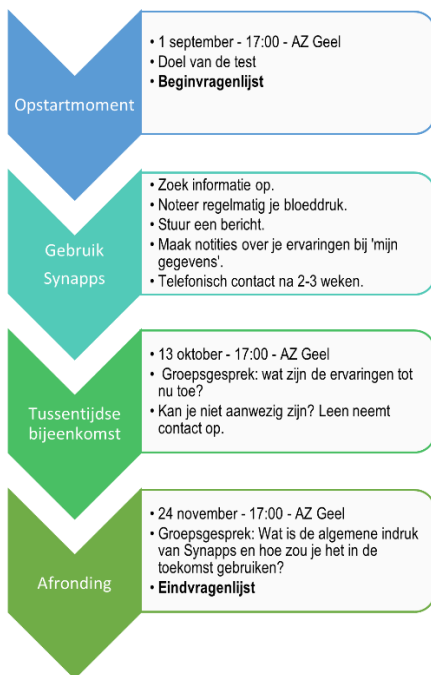 Opstartmoment
• 1 september - 17:00 - AZ Geel
• Doel van de test
• Beginvragenlijst
Gebruik
Synapps
• Zoek informatie op.
• Noteer regelmatig je bloeddruk.
• Stuur een bericht.
• Maak notities over je ervaringen bij 'mijn
gegevens'.
• Telefonisch contact na 2-3 weken.
Tussentijdse
bijeenkomst
• 13 oktober - 17:00 - AZ Geel
• Groepsgesprek: wat zijn de ervaringen tot
nu toe?
• Kan je niet aanwezig zijn? Leen neemt
contact op.
Afronding
• 24 november - 17:00 - AZ Geel
• Groepsgesprek: Wat is de algemene indruk
van Synapps en hoe zou je het in de
toekomst gebruiken?
• Eindvragenlijst